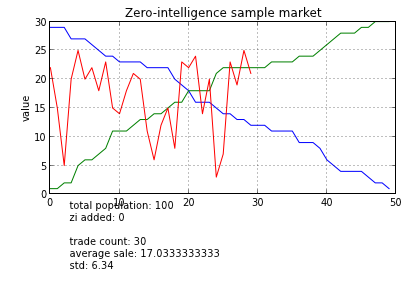 Zero-intelligence sample market
30
25
20
15
10
5
0
value
0 10 20 30 40 50
total population: 100
zi added: 0
trade count: 30
average sale: 17.0333333333
std: 6.34